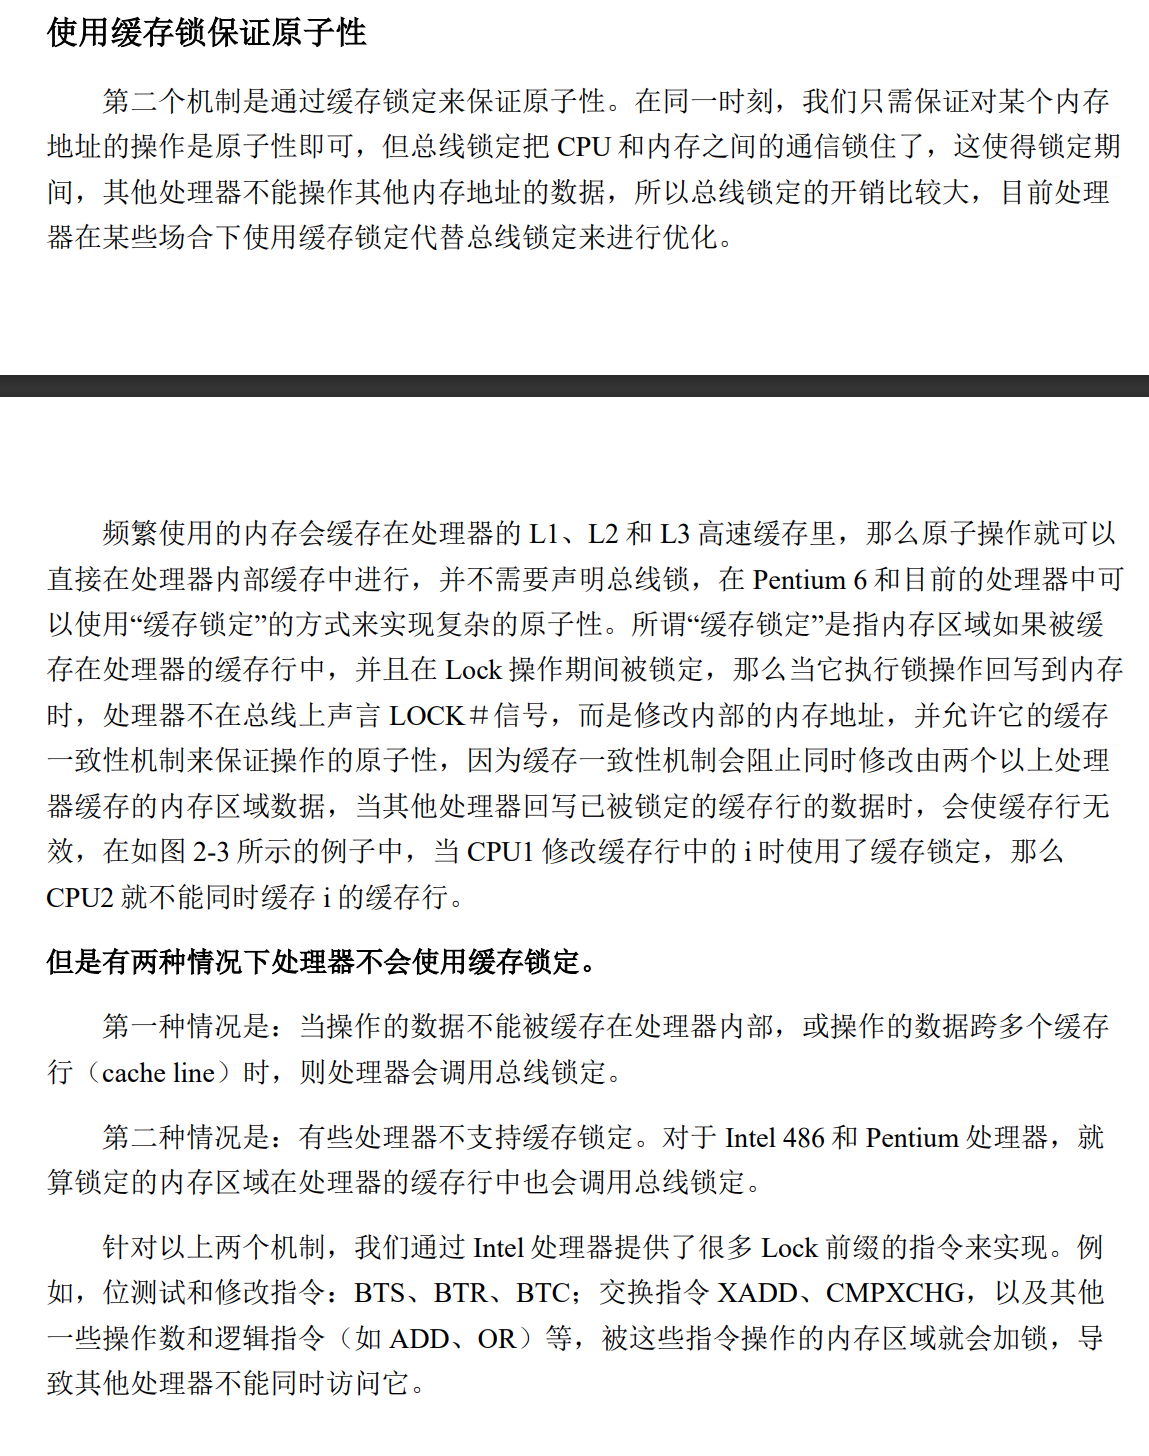 使用缓存锁保证原子性
第二个机制是通过缓存锁定来保证原子性。在同一时刻，我们只需保证对某个内存
地址的操作是原子性即可，但总线锁定把 CPU 和内存之间的通信锁住了，这使得锁定期
间，其他处理器不能操作其他内存地址的数据，所以总线锁定的开销比较大，目前处理
器在某些场合下使用缓存锁定代替总线锁定来进行优化。
频繁使用的内存会缓存在处理器的 L1、L2 和 L3 高速缓存里，那么原子操作就可以
直接在处理器内部缓存中进行，并不需要声明总线锁，在 Pentium 6 和目前的处理器中可
以使用“缓存锁定”的方式来实现复杂的原子性。所谓“缓存锁定”是指内存区域如果被缓
存在处理器的缓存行中，并且在 Lock 操作期间被锁定，那么当它执行锁操作回写到内存
时，处理器不在总线上声言 LOCK＃信号，而是修改内部的内存地址，并允许它的缓存
一致性机制来保证操作的原子性，因为缓存一致性机制会阻止同时修改由两个以上处理
器缓存的内存区域数据，当其他处理器回写已被锁定的缓存行的数据时，会使缓存行无
效，在如图 2-3 所示的例子中，当 CPU1 修改缓存行中的 i 时使用了缓存锁定，那么
CPU2 就不能同时缓存 i 的缓存行。
但是有两种情况下处理器不会使用缓存锁定。
第一种情况是：当操作的数据不能被缓存在处理器内部，或操作的数据跨多个缓存
行（cache line）时，则处理器会调用总线锁定。
第二种情况是：有些处理器不支持缓存锁定。对于 Intel 486 和 Pentium 处理器，就
算锁定的内存区域在处理器的缓存行中也会调用总线锁定。
针对以上两个机制，我们通过 Intel 处理器提供了很多 Lock 前缀的指令来实现。例
如，位测试和修改指令：BTS、BTR、BTC；交换指令 XADD、CMPXCHG，以及其他
一些操作数和逻辑指令（如 ADD、OR）等，被这些指令操作的内存区域就会加锁，导
致其他处理器不能同时访问它。